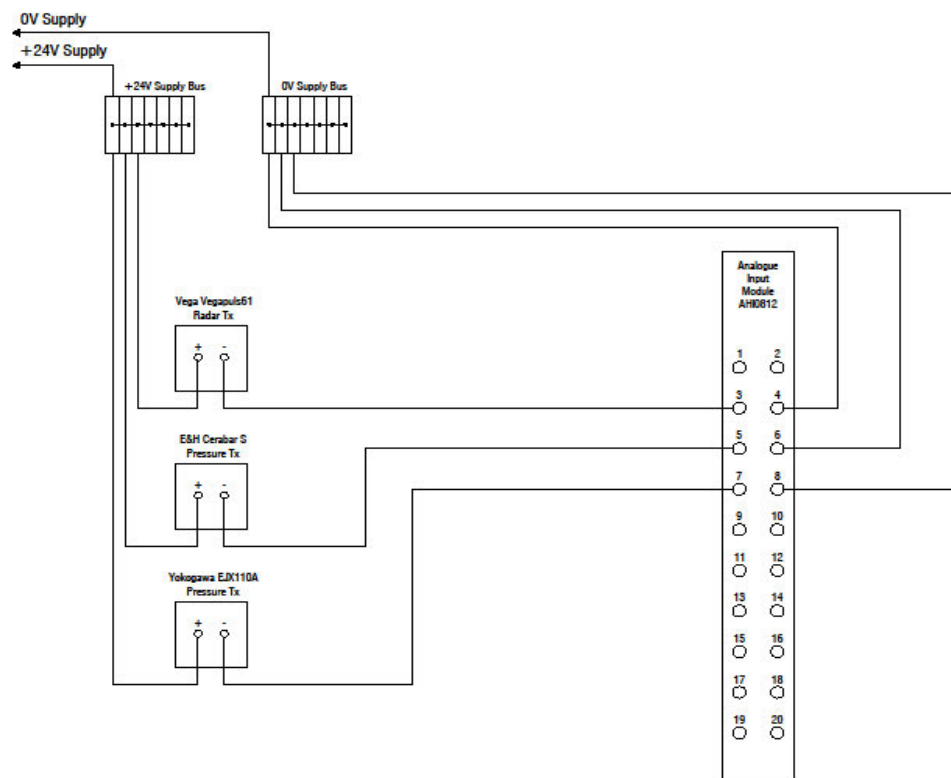 0V Supply
+24V Supply
+24V Supply Bus
0V Supply Bus
Analogue
Input
Module
AHI0812
Vega Vegapuls61
Radar Tx
+ -
1 2
3 4
E&H Cerabar S
Pressure Tx
+ -
5 6
7 8
9 10
Yokogawa EJX110A
Pressure Tx
+ -
11 12
13 14
15 16
17 18
19 20